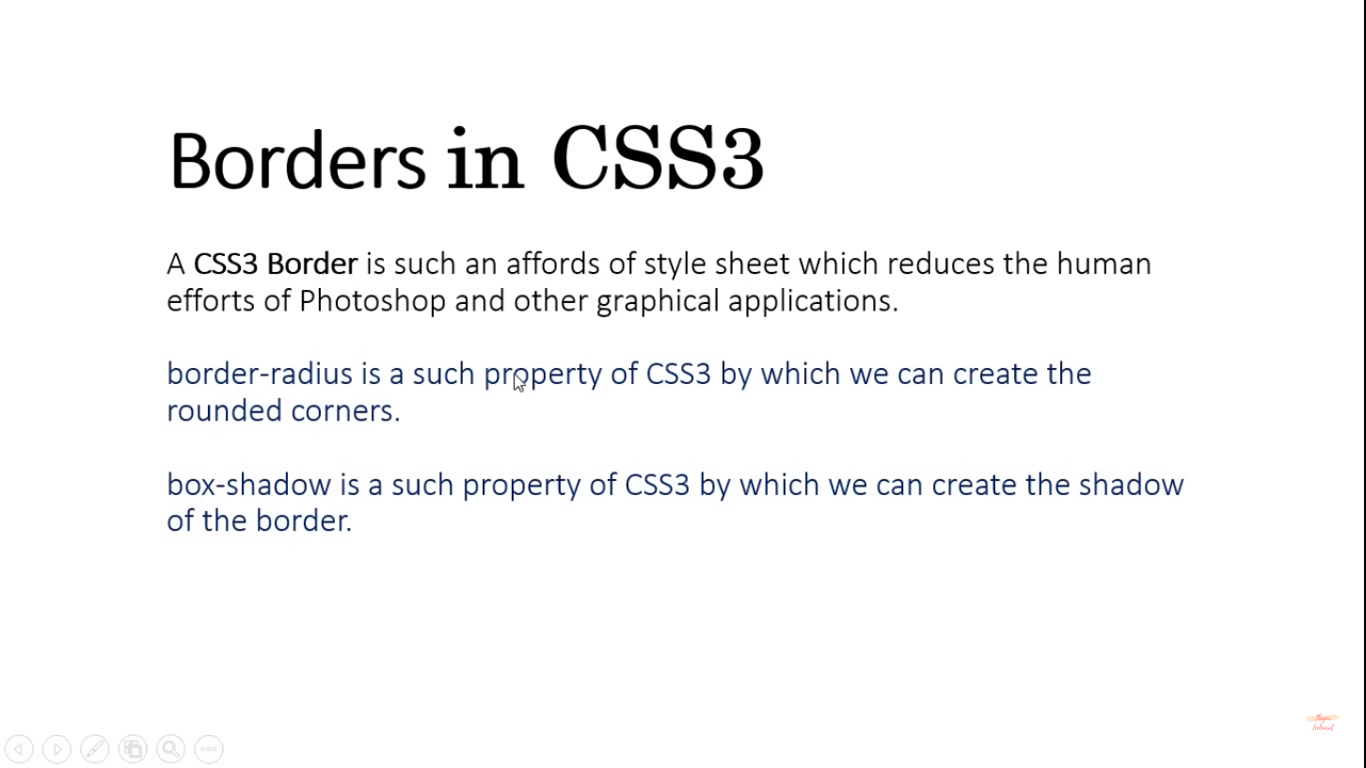 Borders in CSS3
A CSS3 Border is such an affords of style sheet which reduces the human
efforts of Photoshop and other graphical applications.
border-radius is a such property of CSS3 by which we can create the
rounded corners.
box-shadow is a such property of CSS3 by which we can create the shadow
of the border.
Technical